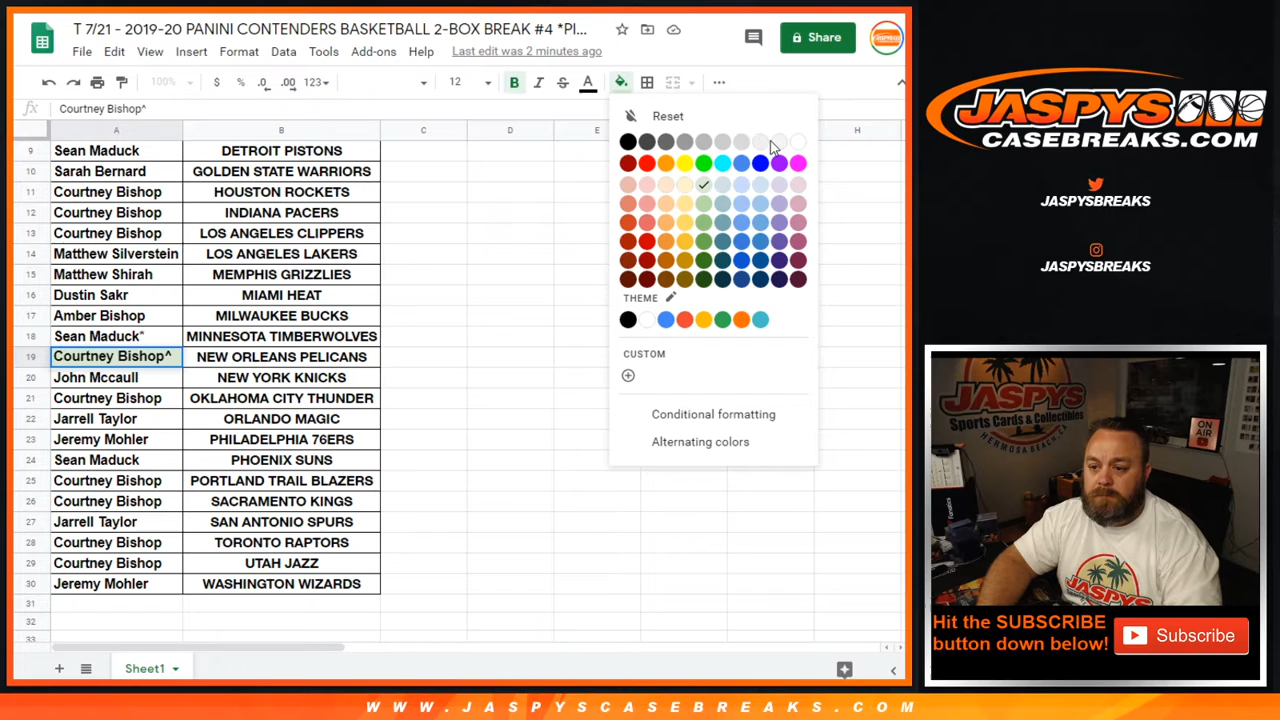 T 7/21 - 2019-20 PANINI CONTENDERS BASKETBALL 2-BOX BREAK #4 *PI...
File Edit View Insert Format Data Tools Add-ons Help Last edit was 2 minutes ago
Share
100% $ % .0 .00 123 12 B I S A
fx Courtney Bishop^
A B C D E H
9 Sean Maduck DETROIT PISTONS
10 Sarah Bernard GOLDEN STATE WARRIORS
11 Courtney Bishop HOUSTON ROCKETS
12 Courtney Bishop INDIANA PACERS
13 Courtney Bishop LOS ANGELES CLIPPERS
14 Matthew Silverstein LOS ANGELES LAKERS
15 Matthew Shirah MEMPHIS GRIZZLIES
16 Dustin Sakr MIAMI HEAT
17 Amber Bishop MILWAUKEE BUCKS
18 Sean Maduck* MINNESOTA TIMBERWOLVES
19 Courtney Bishop^ NEW ORLEANS PELICANS
20 John Mccaull NEW YORK KNICKS
21 Courtney Bishop OKLAHOMA CITY THUNDER
22 Jarrell Taylor ORLANDO MAGIC
23 Jeremy Mohler PHILADELPHIA 76ERS
24 Sean Maduck PHOENIX SUNS
25 Courtney Bishop PORTLAND TRAIL BLAZERS
26 Courtney Bishop SACRAMENTO KINGS
27 Jarrell Taylor SAN ANTONIO SPURS
28 Courtney Bishop TORONTO RAPTORS
29 Courtney Bishop UTAH JAZZ
30 Jeremy Mohler WASHINGTON WIZARDS
31
32
33
Sheet1
Reset
THEME
CUSTOM
Conditional formatting
Alternating colors
JASPYS
CASEBREAKS.COM
JASPYSBREAKS
JASPYSBREAKS
JASPYS
Sports Cards & Collectibles
HERMOSA BEACH, CA
ON AIR
JASPYS
Hit the SUBSCRIBE
button down below!
Subscribe
WWW.JASPYSCASEBREAKS.COM